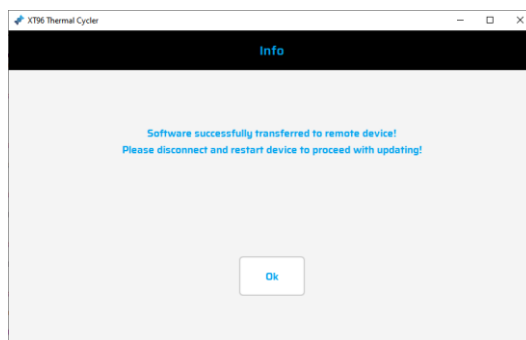 XT96 Thermal Cycler
Info
Software successfully transferred to remote device!
Please disconnect and restart device to proceed with updating!
Ok